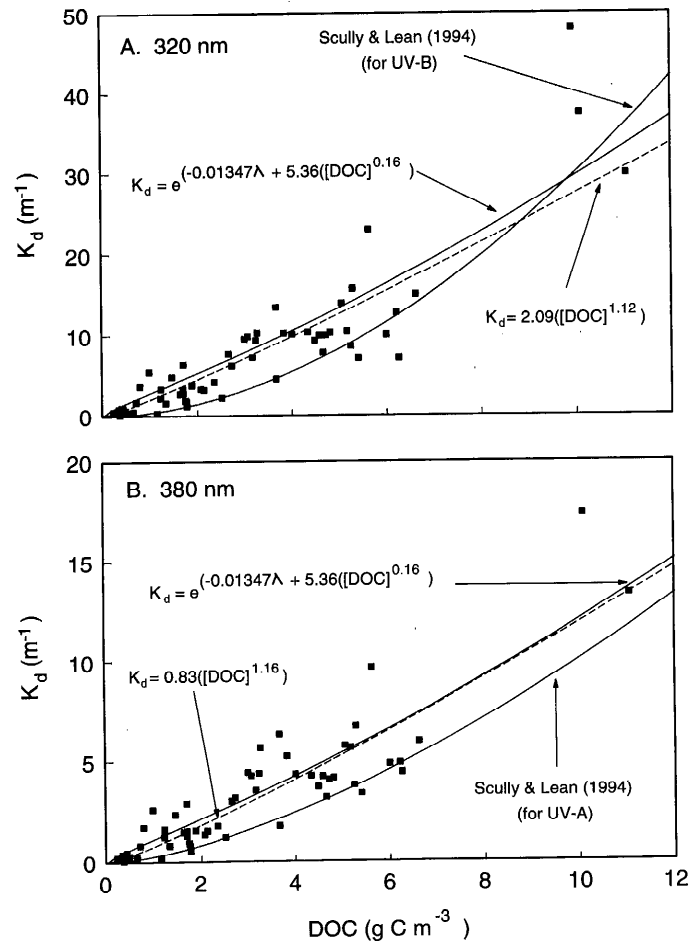 50
40
30
20
10
0
K_d (m^-1)
A. 320 nm
Scully & Lean (1994)
(for UV-B)
K_d = e^(-0.01347λ + 5.36([DOC]^0.16)
K_d = 2.09([DOC]^1.12)
20
15
10
5
0
K_d (m^-1)
B. 380 nm
K_d = e^(-0.01347λ + 5.36([DOC]^0.16)
K_d = 0.83([DOC]^1.16)
Scully & Lean (1994)
(for UV-A)
0 2 4 6 8 10 12
DOC (g C m^-3)